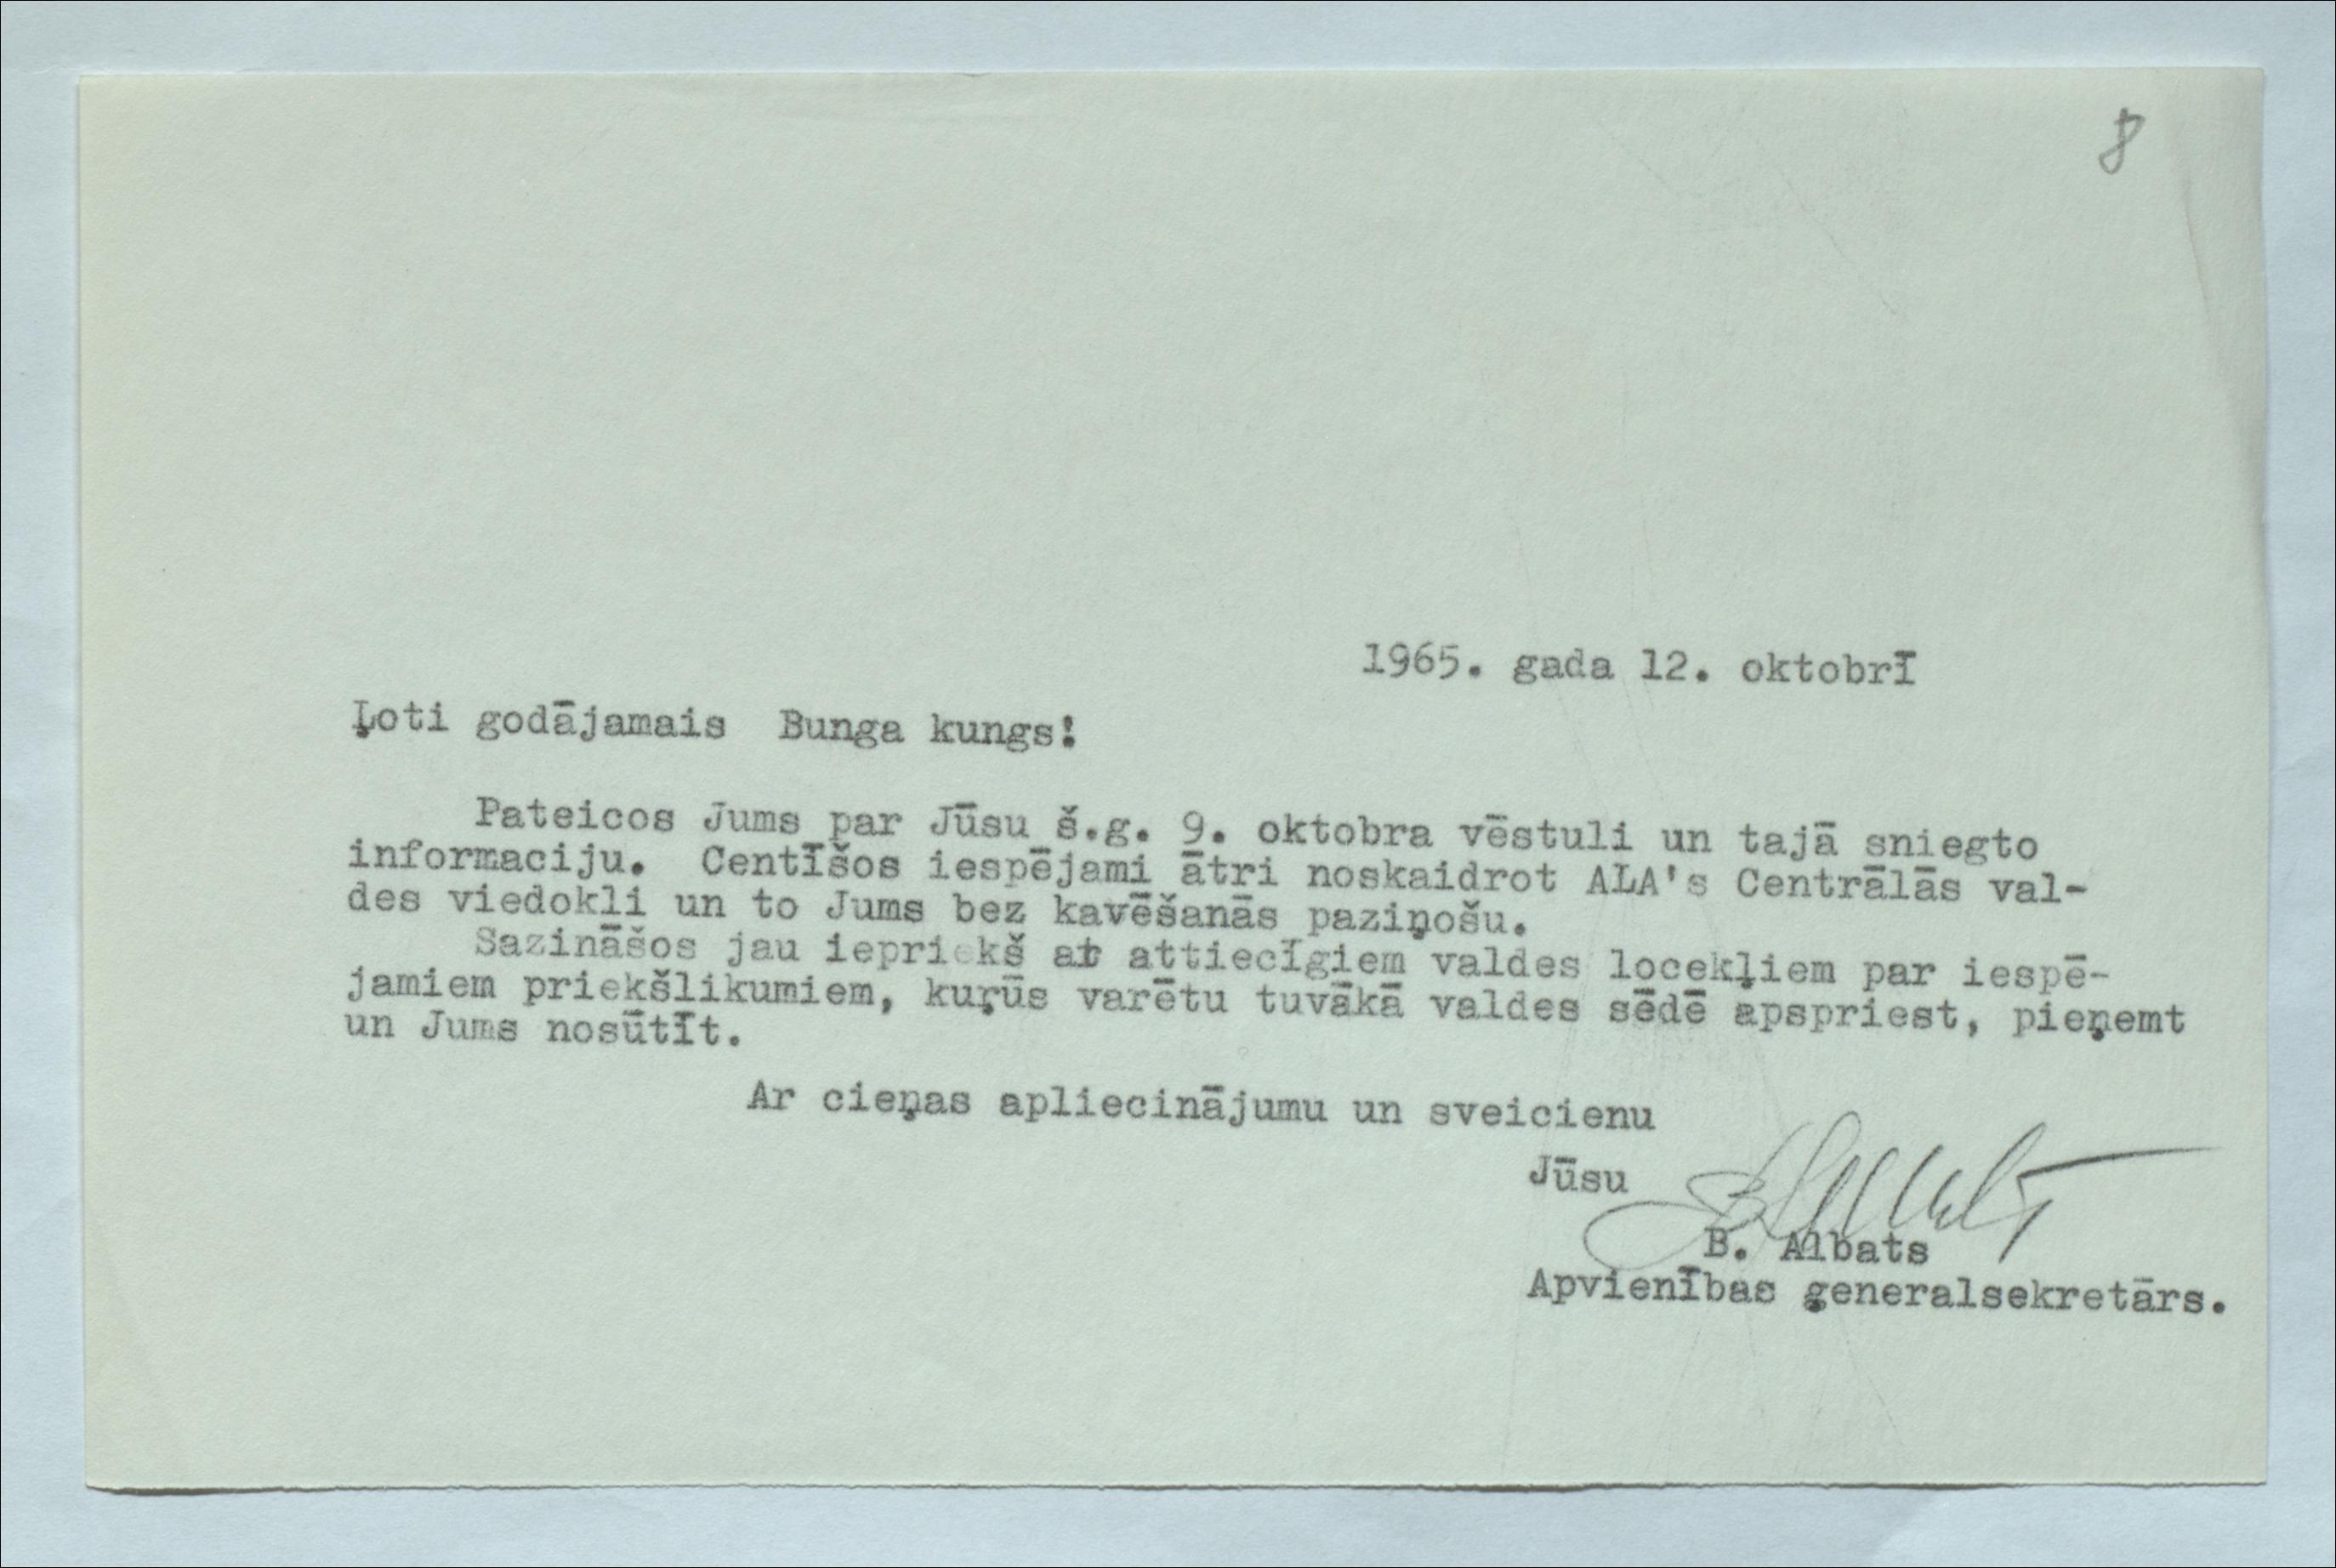 8
1965. gada 12. oktobrī
Ļoti godājamais Bunga kungs!
Pateicos Jums par Jūsu š.g. 9. oktobra vēstuli un tajā sniegto
informaciju. Centīšos iespējami ātri noskaidrot ALA's Centrālās val-
des viedokli un to Jums bez kavēšanās paziņošu.
Sazināšos jau iepriekš ar attiecīgiem valdes locekļiem par iespē-
jamiem priekšlikumiem, kuŗūs varētu tuvākā valdes sēdē apspriest, pieņemt
un Jums nosūtīt.
Ar cieņas apliecinājumu un sveicienu
Jūsu
B. Albats
Apvienības ģeneralsekretārs.